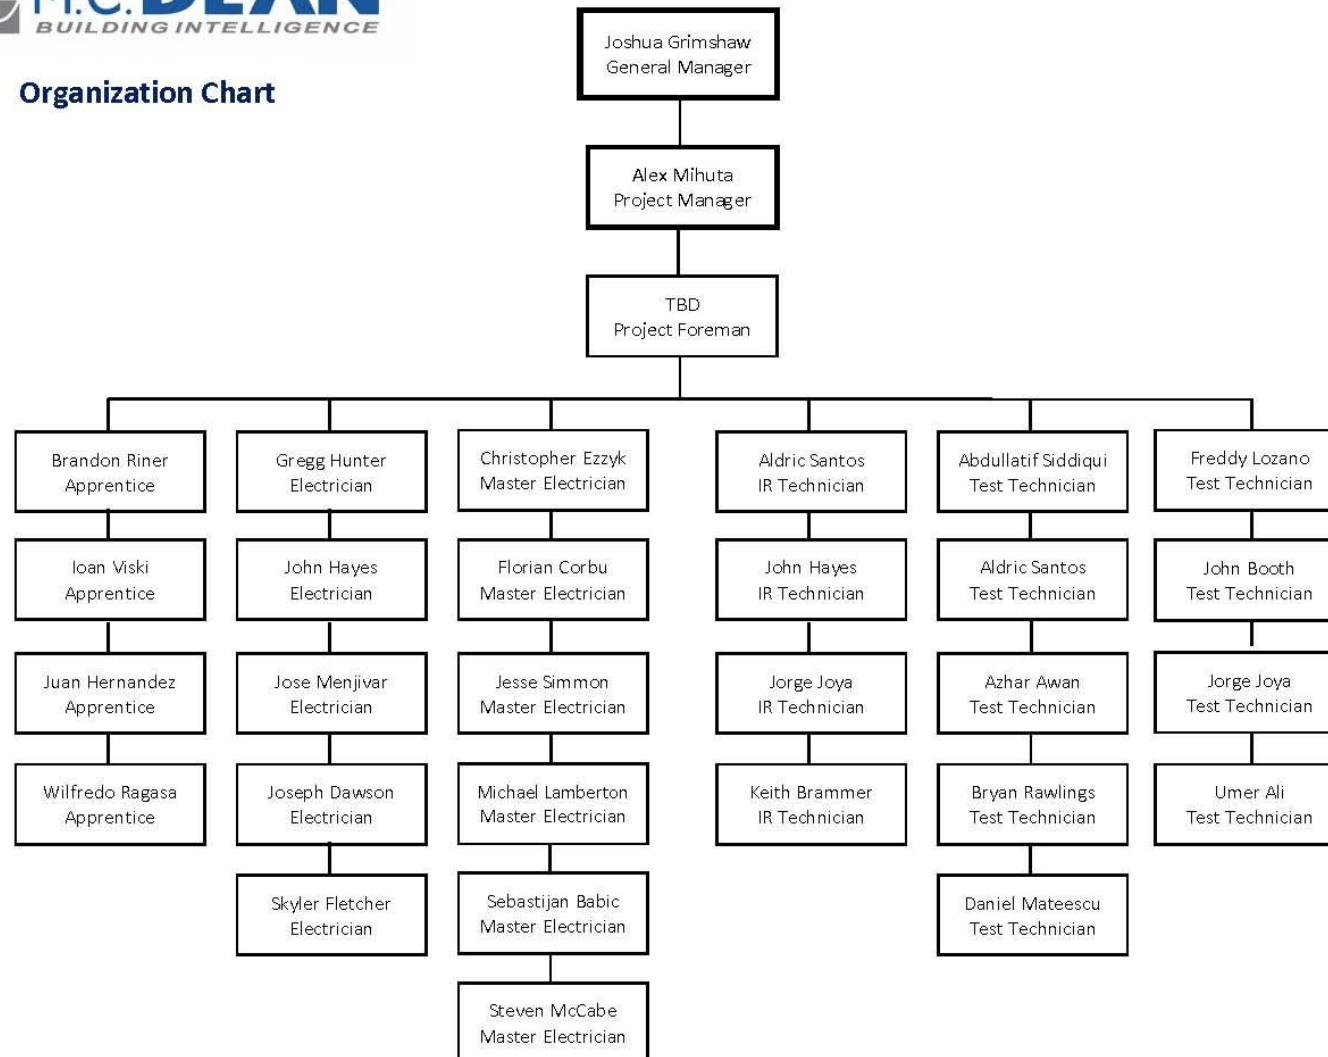 M.C. DEAN
BUILDING INTELLIGENCE
Organization Chart
Joshua Grimshaw
General Manager
Alex Mihuta
Project Manager
TBD
Project Foreman
Brandon Riner
Apprentice
Ioan Viski
Apprentice
Juan Hernandez
Apprentice
Wilfredo Ragasa
Apprentice
Gregg Hunter
Electrician
John Hayes
Electrician
Jose Menjivar
Electrician
Joseph Dawson
Electrician
Skyler Fletcher
Electrician
Christopher Ezzyk
Master Electrician
Florian Corbu
Master Electrician
Jesse Simmon
Master Electrician
Michael Lamberton
Master Electrician
Sebastijan Babic
Master Electrician
Steven McCabe
Master Electrician
Aldric Santos
IR Technician
John Hayes
IR Technician
Jorge Joya
IR Technician
Keith Brammer
IR Technician
Abdullatif Siddiqui
Test Technician
Aldric Santos
Test Technician
Azhar Awan
Test Technician
Bryan Rawlings
Test Technician
Daniel Mateescu
Test Technician
Freddy Lozano
Test Technician
John Booth
Test Technician
Jorge Joya
Test Technician
Umer Ali
Test Technician